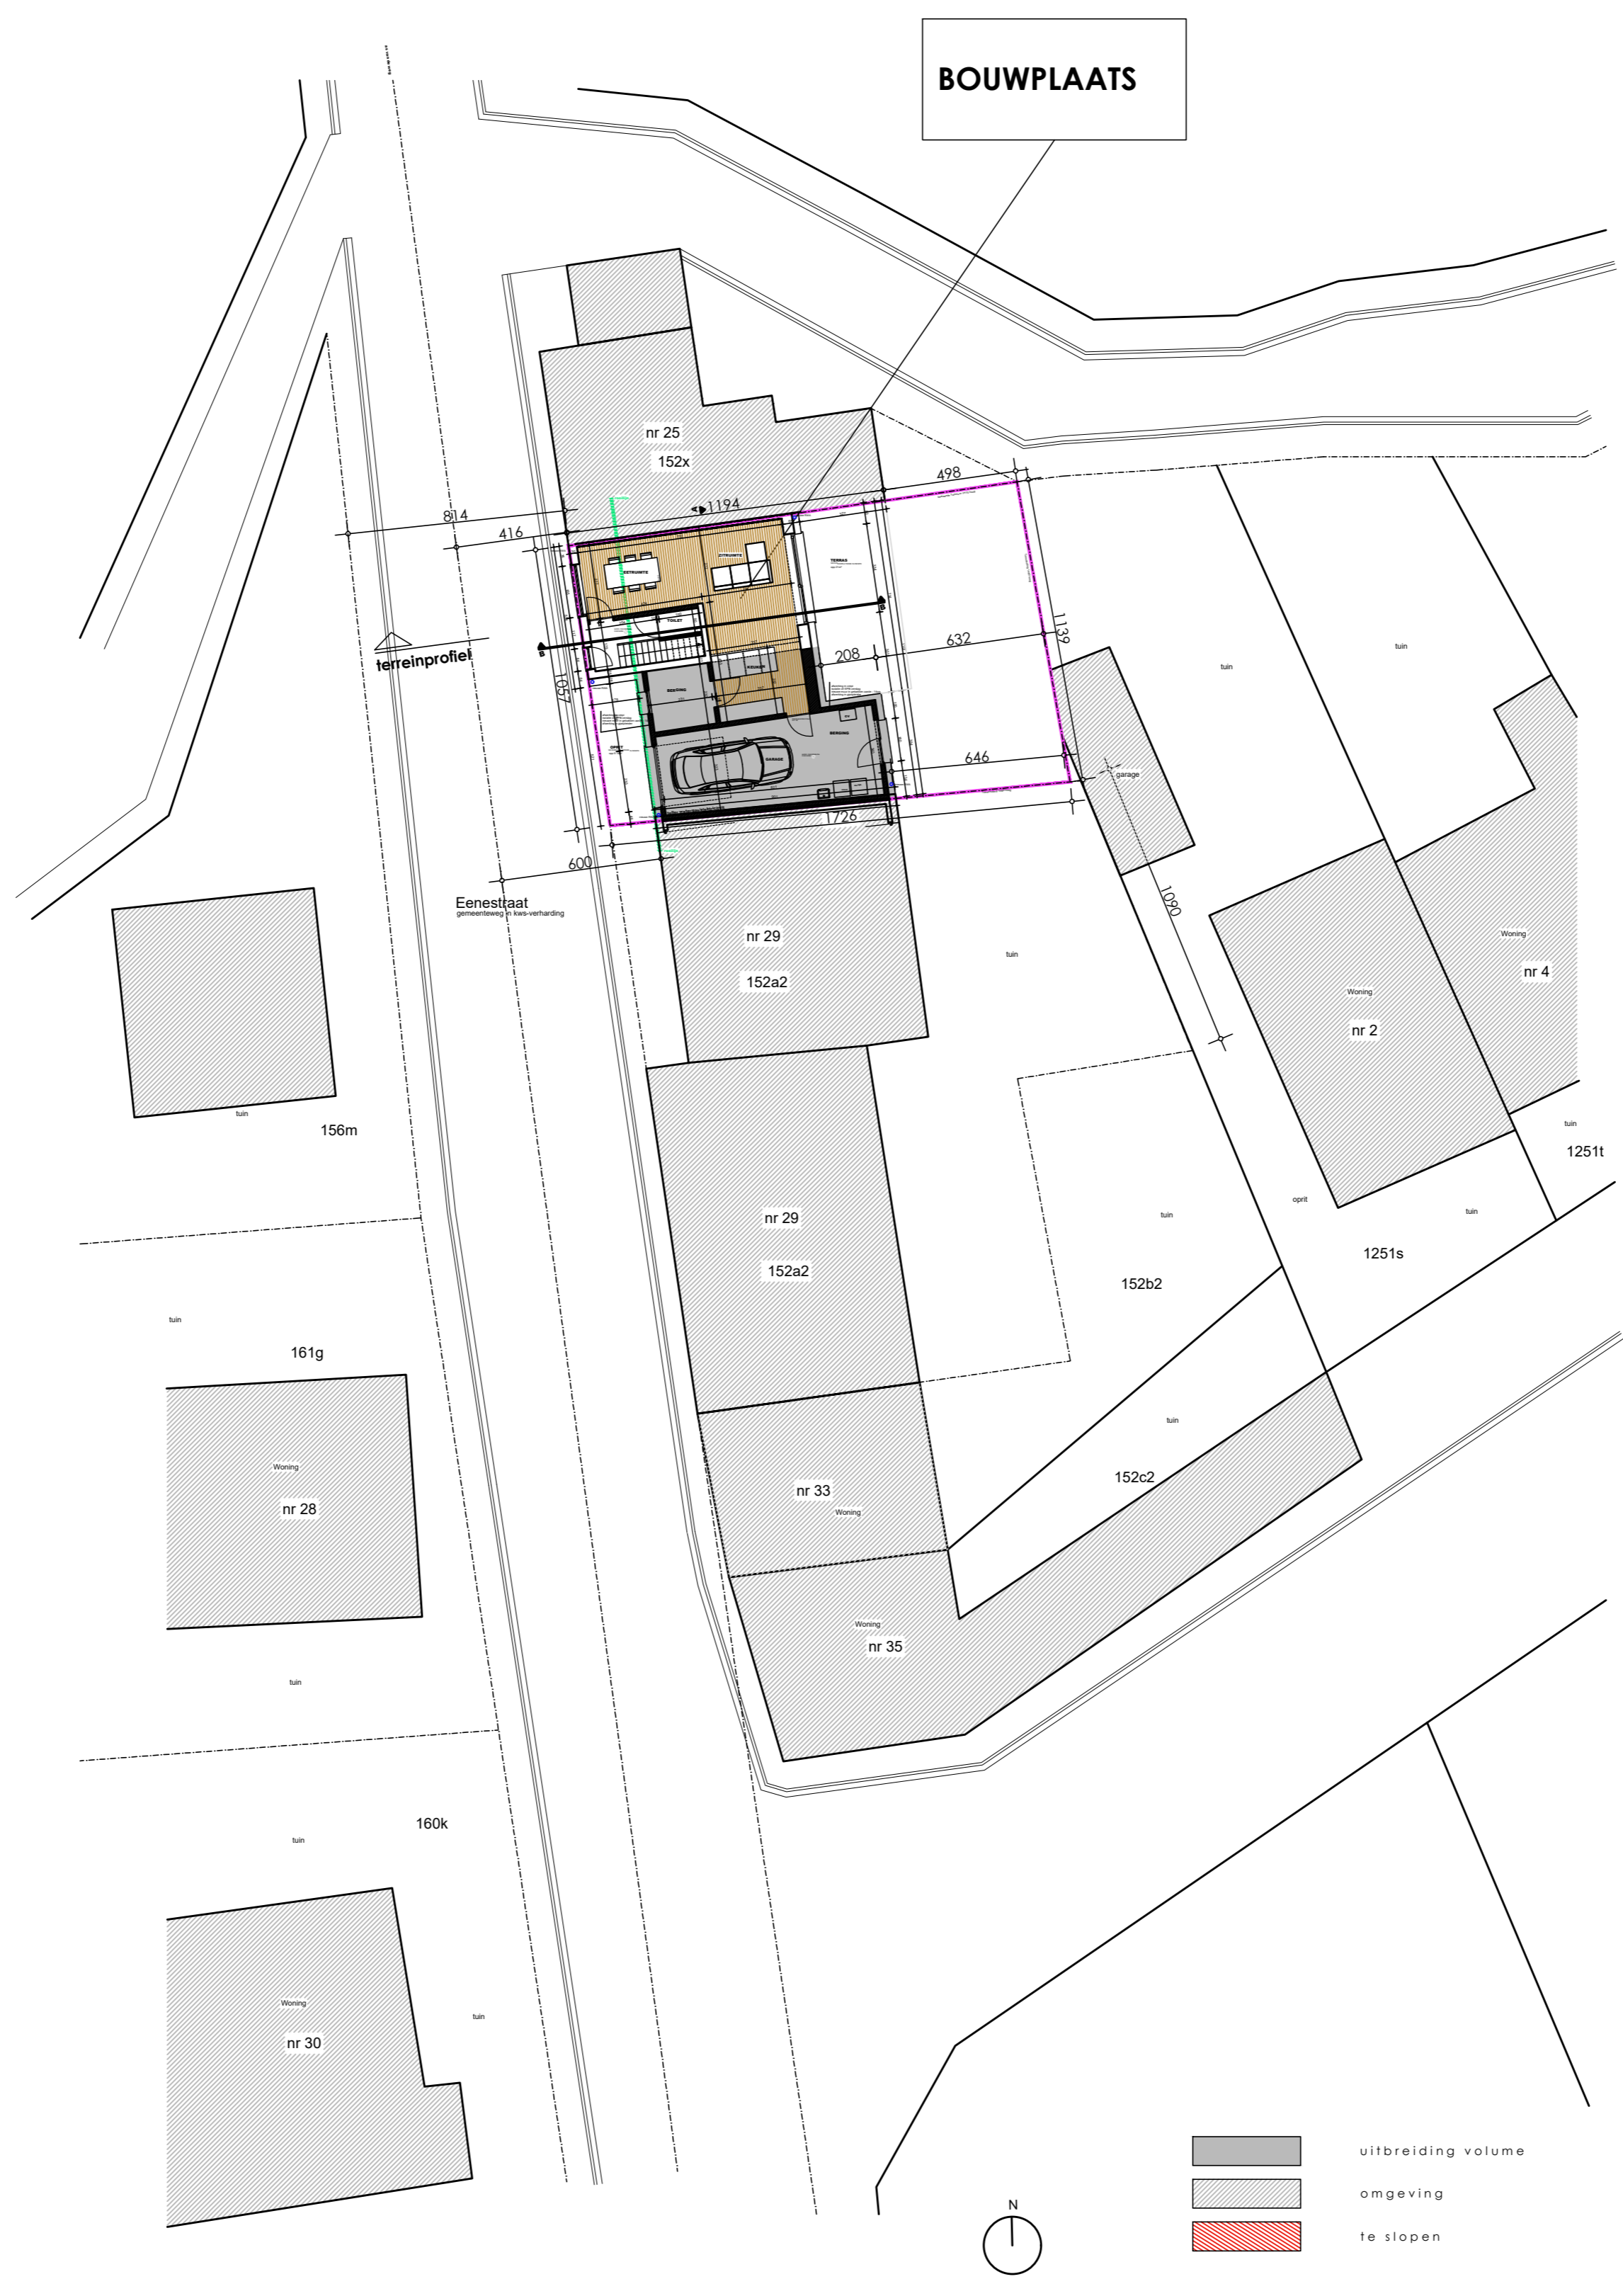 BOUWPLAATS
nr 25
152x
498
1194
814
416
EETRUIMTE
ZITRUIMTE
TERRAS
TOILET
B
B
terreinprofiel
1139
632
208
1057
KEUKEN
BERGING
OPRIT
BERGING
GARAGE
646
1726
600
garage
tuin
tuin
Eenestraat
gemeenteweg in kws-verharding
1090
nr 29
152a2
tuin
Woning
nr 4
Woning
nr 2
tuin
156m
tuin
1251t
oprit
tuin
tuin
nr 29
152a2
1251s
152b2
tuin
161g
tuin
152c2
Woning
nr 28
nr 33
Woning
Woning
nr 35
tuin
160k
tuin
Woning
nr 30
tuin
N
uitbreiding volume
omgeving
te slopen